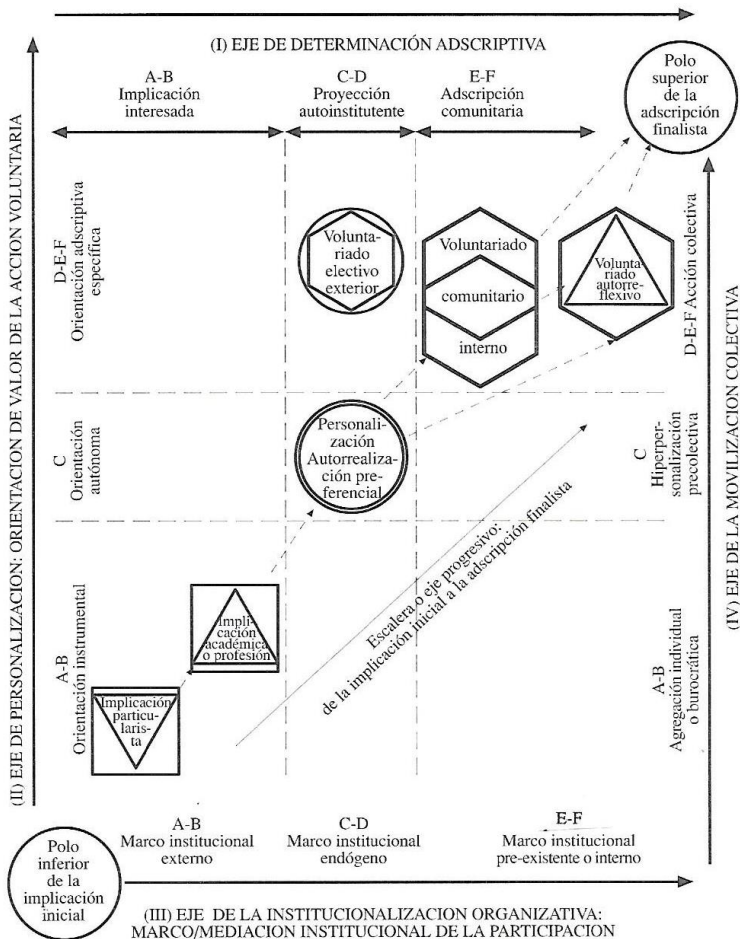 (I) EJE DE DETERMINACIÓN ADSCRIPTIVA
A-B
Implicación
interesada
C-D
Proyección
autoinstitutente
E-F
Adscripción
comunitaria
Polo
superior
de la
adscripción
finalista
(II) EJE DE PERSONALIZACIÓN: ORIENTACION DE VALOR DE LA ACCION VOLUNTARIA
D-E-F
Orientación adscriptiva
específica
Volunta-
riado
electivo
exterior
Voluntariado
comunitario
interno
Volunta-
riado
autorre-
flexivo
D-E-F Acción colectiva
C
Orientación
autónoma
Personalización
Autorrealiza-
ción pre-
ferencial
C
Hiperper-
sonalización
precolectiva
(IV) EJE DE LA MOVILIZACION COLECTIVA
A-B
Orientación instrumental
Impli-
cación
académica
o profesión
Implicación
particu-
laris-
ta
Escalera o eje progresivo:
de la implicación inicial a la adscripción finalista
A-B
Agregación individual
o burocrática
Polo
inferior
de la
implicación
inicial
A-B
Marco institucional
externo
C-D
Marco institucional
endógeno
E-F
Marco institucional
pre-existente o interno
(III) EJE DE LA INSTITUCIONALIZACION ORGANIZATIVA:
MARCO/MEDIACION INSTITUCIONAL DE LA PARTICIPACION